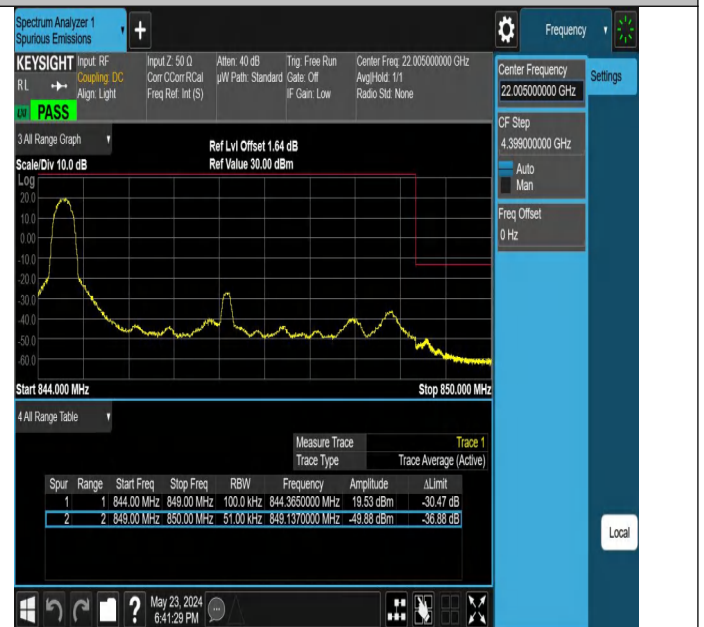 Spectrum Analyzer 1
Spurious Emissions
+
Frequency
KEYSIGHT
RL
LXI
PASS
Input: RF
Coupling: DC
Align: Light
Input Z: 50 Ω
Corr CCorr RCal
Freq Ref: Int (S)
Atten: 40 dB
µW Path: Standard
Trig: Free Run
Gate: Off
IF Gain: Low
Center Freq: 22.005000000 GHz
Avg|Hold: 1/1
Radio Std: None
Center Frequency
22.005000000 GHz
Settings
CF Step
4.399000000 GHz
Auto
Man
Freq Offset
0 Hz
3 All Range Graph
Scale/Div 10.0 dB
Ref Lvl Offset 1.64 dB
Ref Value 30.00 dBm
Log
20.0
10.0
0.00
-10.0
-20.0
-30.0
-40.0
-50.0
-60.0
Start 844.000 MHz
Stop 850.000 MHz
4 All Range Table
Measure Trace Trace 1
Trace Type Trace Average (Active)
Spur Range Start Freq Stop Freq RBW Frequency Amplitude ΔLimit
1 1 844.00 MHz 849.00 MHz 100.0 kHz 844.3650000 MHz 19.53 dBm -30.47 dB
2 2 849.00 MHz 850.00 MHz 51.00 kHz 849.1370000 MHz -49.88 dBm -36.88 dB
Local
?
May 23, 2024
6:41:29 PM